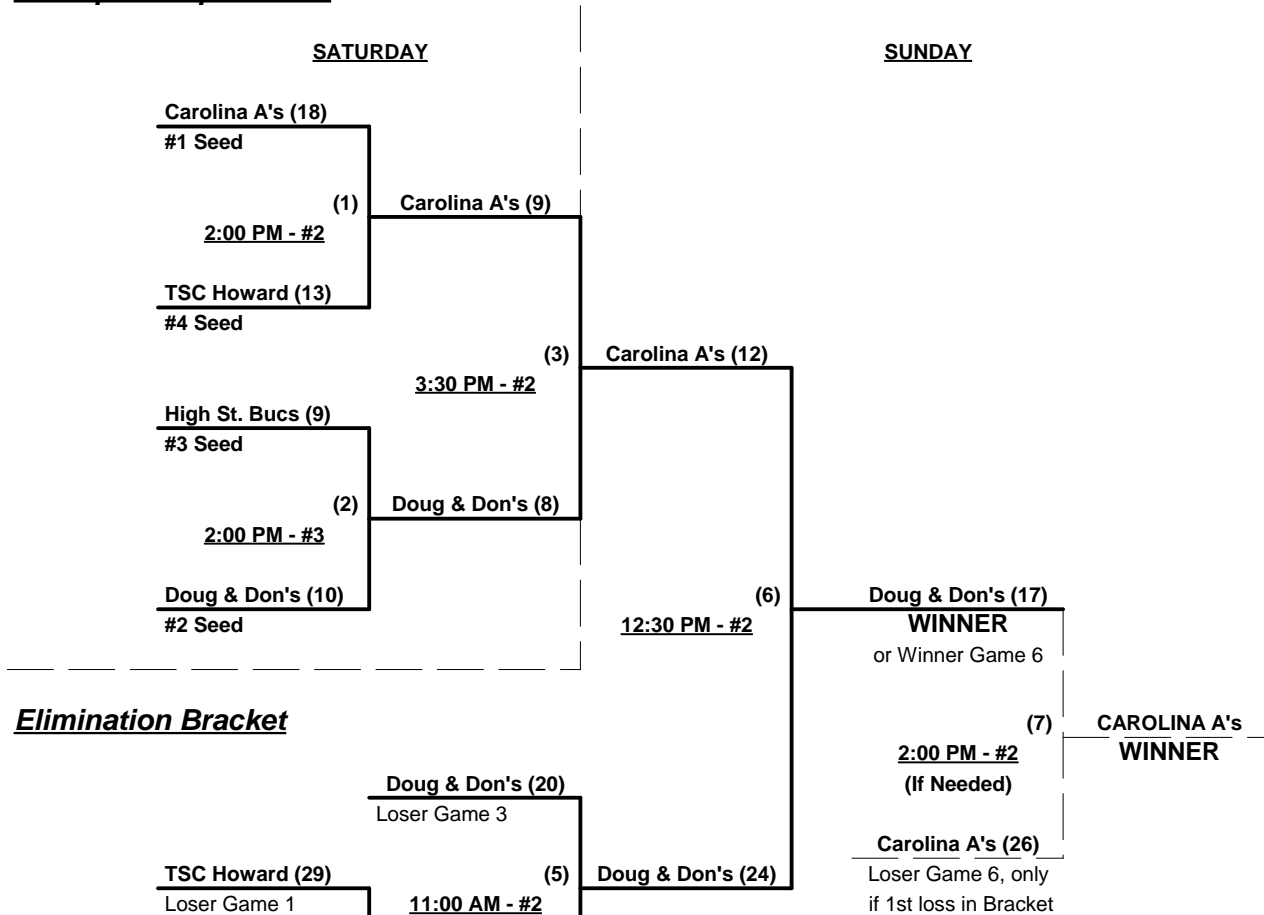 SATURDAY
SUNDAY
Carolina A's (18)
#1 Seed
(1)
Carolina A's (9)
2:00 PM - #2
TSC Howard (13)
#4 Seed
(3)
Carolina A's (12)
3:30 PM - #2
High St. Bucs (9)
#3 Seed
(2)
Doug & Don's (8)
2:00 PM - #3
Doug & Don's (10)
#2 Seed
(6)
Doug & Don's (17)
12:30 PM - #2
WINNER
or Winner Game 6
Elimination Bracket
(7)
CAROLINA A's
2:00 PM - #2
WINNER
(If Needed)
Doug & Don's (20)
Loser Game 3
Carolina A's (26)
Loser Game 6, only
if 1st loss in Bracket
TSC Howard (29)
Loser Game 1
(5)
Doug & Don's (24)
11:00 AM - #2